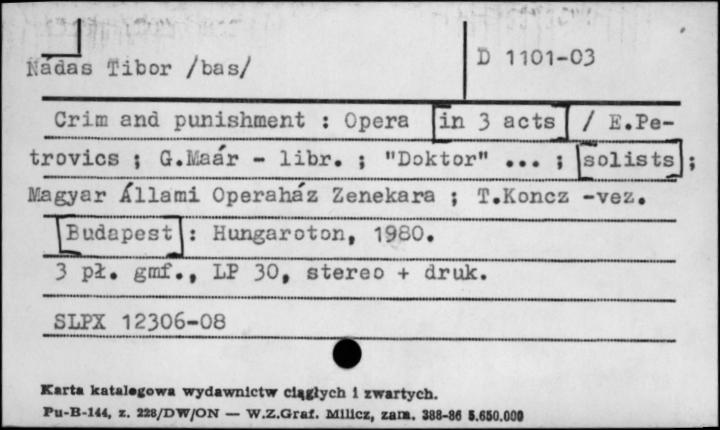 Nádas Tibor /bas/
D 1101-03
Crim and punishment : Opera [in 3 acts] / E.Pe-
trovics ; G.Maár - libr. ; "Doktor" ... ; [solists] ;
Magyar Állami Operaház Zenekara ; T.Koncz -vez.
[Budapest] : Hungaroton, 1980.
3 pł. gmf., LP 30, stereo + druk.
SLPX 12306-08
Karta katalogowa wydawnictw ciągłych i zwartych.
Pu-B-144, z. 228/DW/ON — W.Z.Graf. Milicz, zam. 388-86 5.650.000